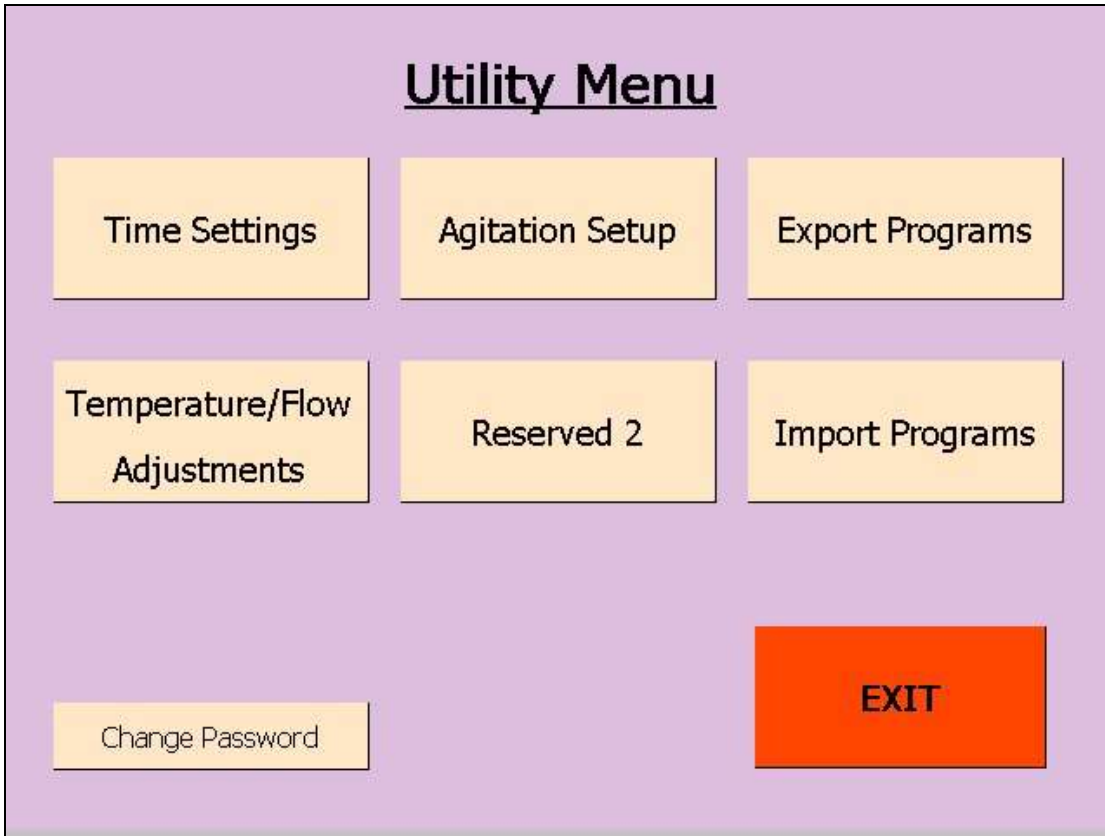 Utility Menu
Time Settings
Agitation Setup
Export Programs
Temperature/Flow
Adjustments
Reserved 2
Import Programs
EXIT
Change Password